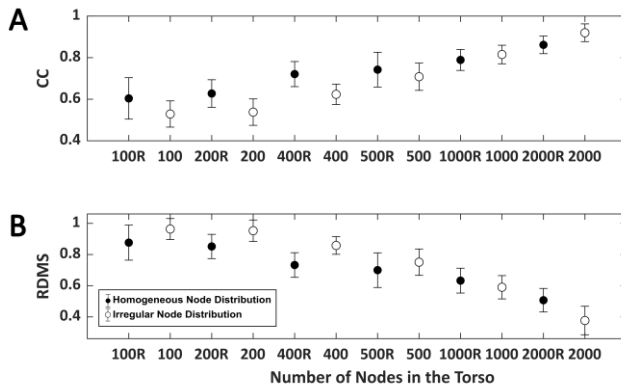 A
1
0.8
0.6
0.4
CC
100R 100 200R 200 400R 400 500R 500 1000R 1000 2000R 2000
B
1
0.8
0.6
0.4
RDMS
Homogeneous Node Distribution
Irregular Node Distribution
100R 100 200R 200 400R 400 500R 500 1000R 1000 2000R 2000
Number of Nodes in the Torso